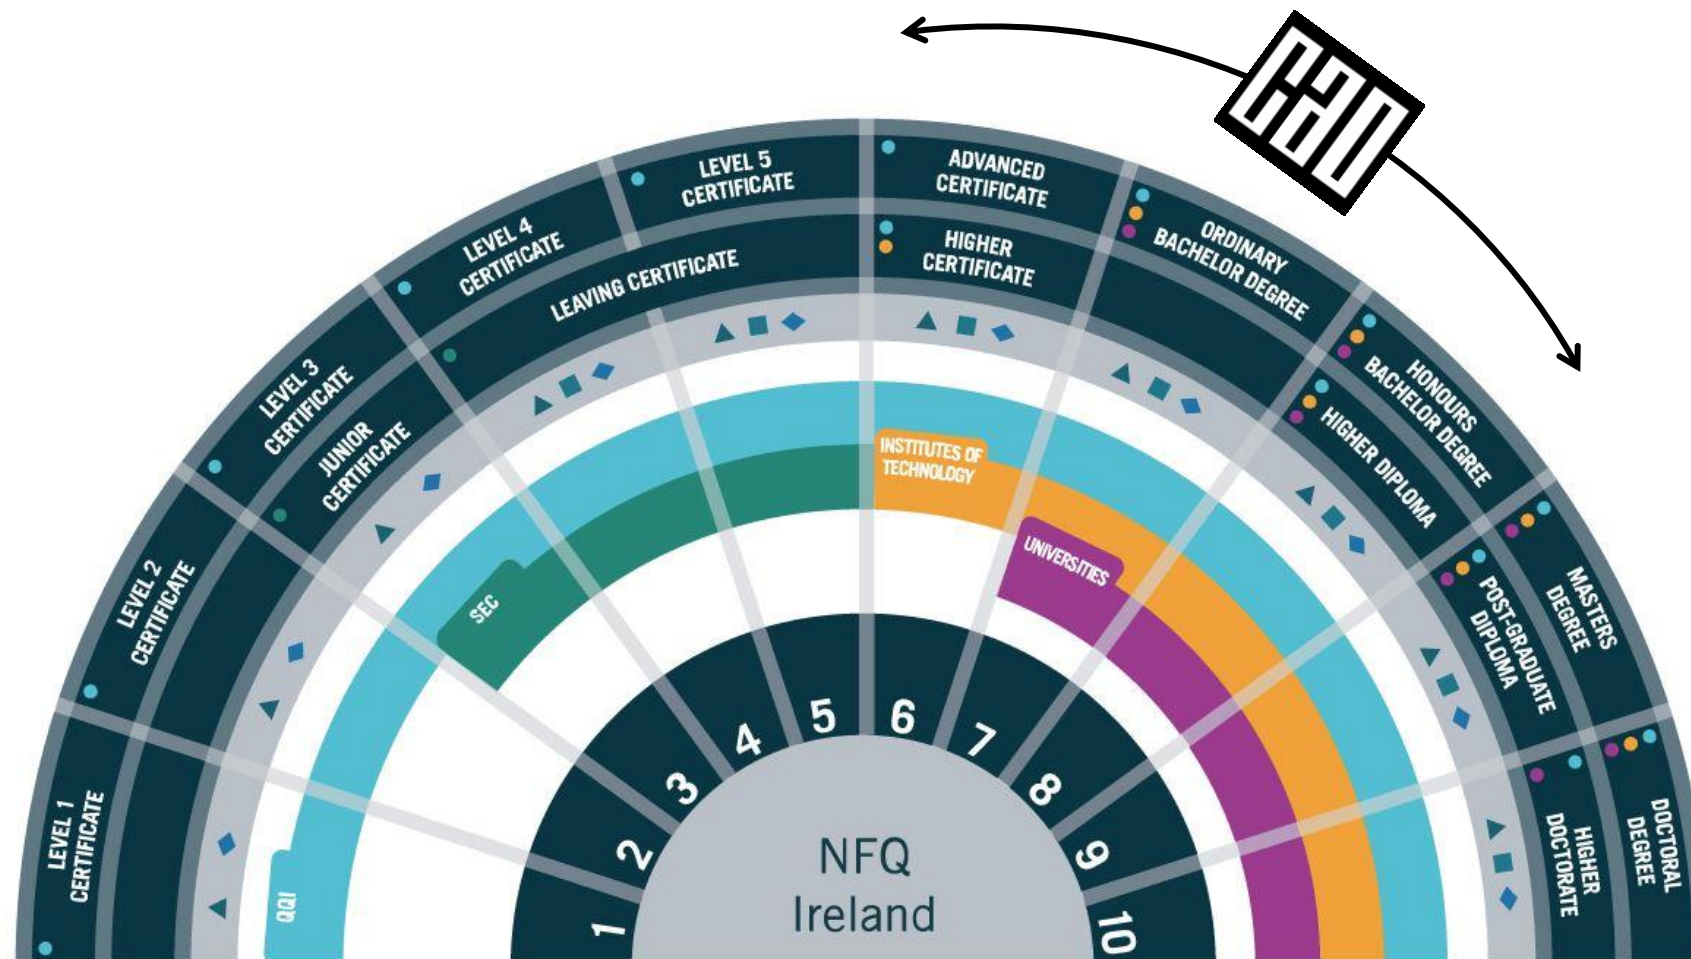 cao
LEVEL 1
CERTIFICATE
LEVEL 2
CERTIFICATE
LEVEL 3
CERTIFICATE
JUNIOR
CERTIFICATE
LEVEL 4
CERTIFICATE
LEVEL 5
CERTIFICATE
LEAVING CERTIFICATE
ADVANCED
CERTIFICATE
HIGHER
CERTIFICATE
ORDINARY
BACHELOR DEGREE
HONOURS
BACHELOR DEGREE
HIGHER DIPLOMA
MASTERS
DEGREE
POST-GRADUATE
DIPLOMA
DOCTORAL
DEGREE
HIGHER
DOCTORATE
QQI
SEC
INSTITUTES OF
TECHNOLOGY
UNIVERSITIES
1
2
3
4
5
6
7
8
9
10
NFQ
Ireland